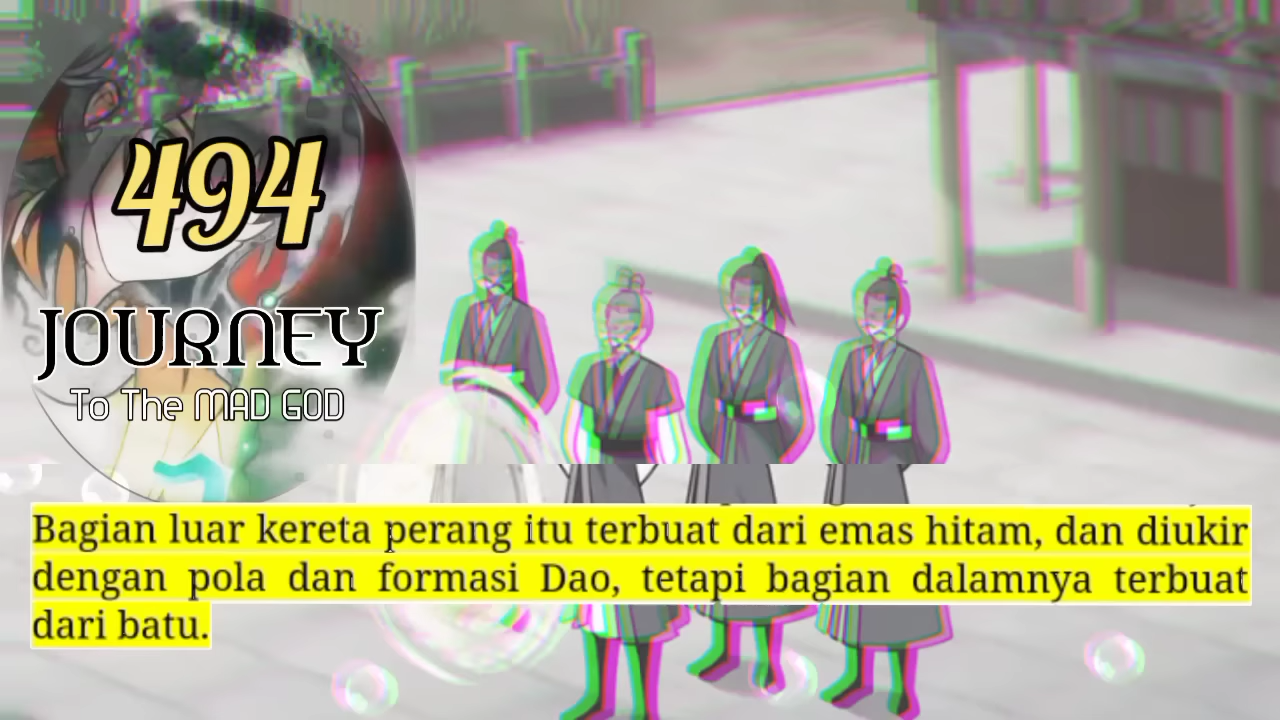 494
JOURNEY
To The MAD GOD
Bagian luar kereta perang itu terbuat dari emas hitam, dan diukir
dengan pola dan formasi Dao, tetapi bagian dalamnya terbuat
dari batu.